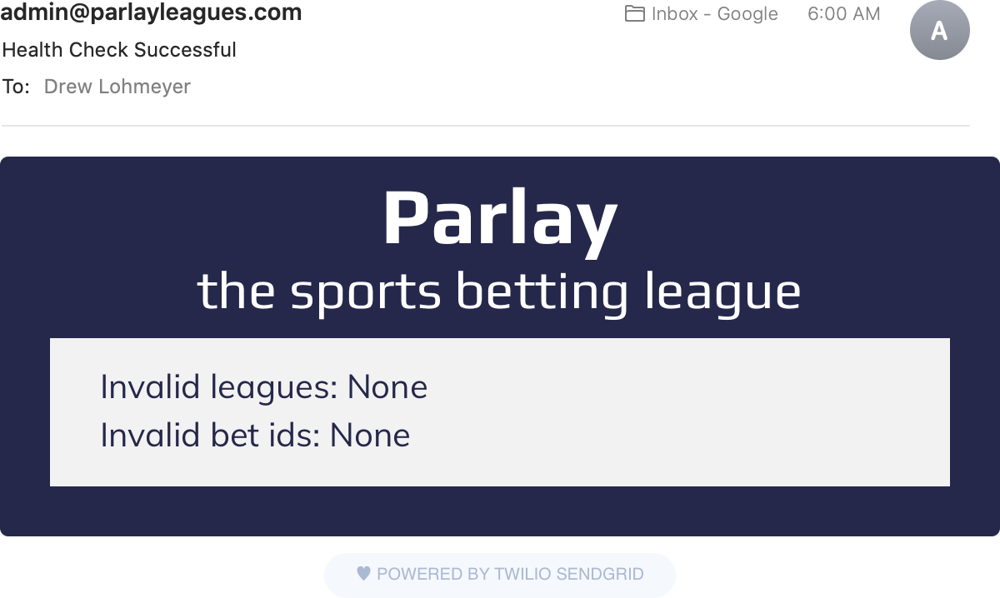 admin@parlayleagues.com
Inbox - Google 6:00 AM
A
Health Check Successful
To: Drew Lohmeyer
Parlay
the sports betting league
Invalid leagues: None
Invalid bet ids: None
POWERED BY TWILIO SENDGRID